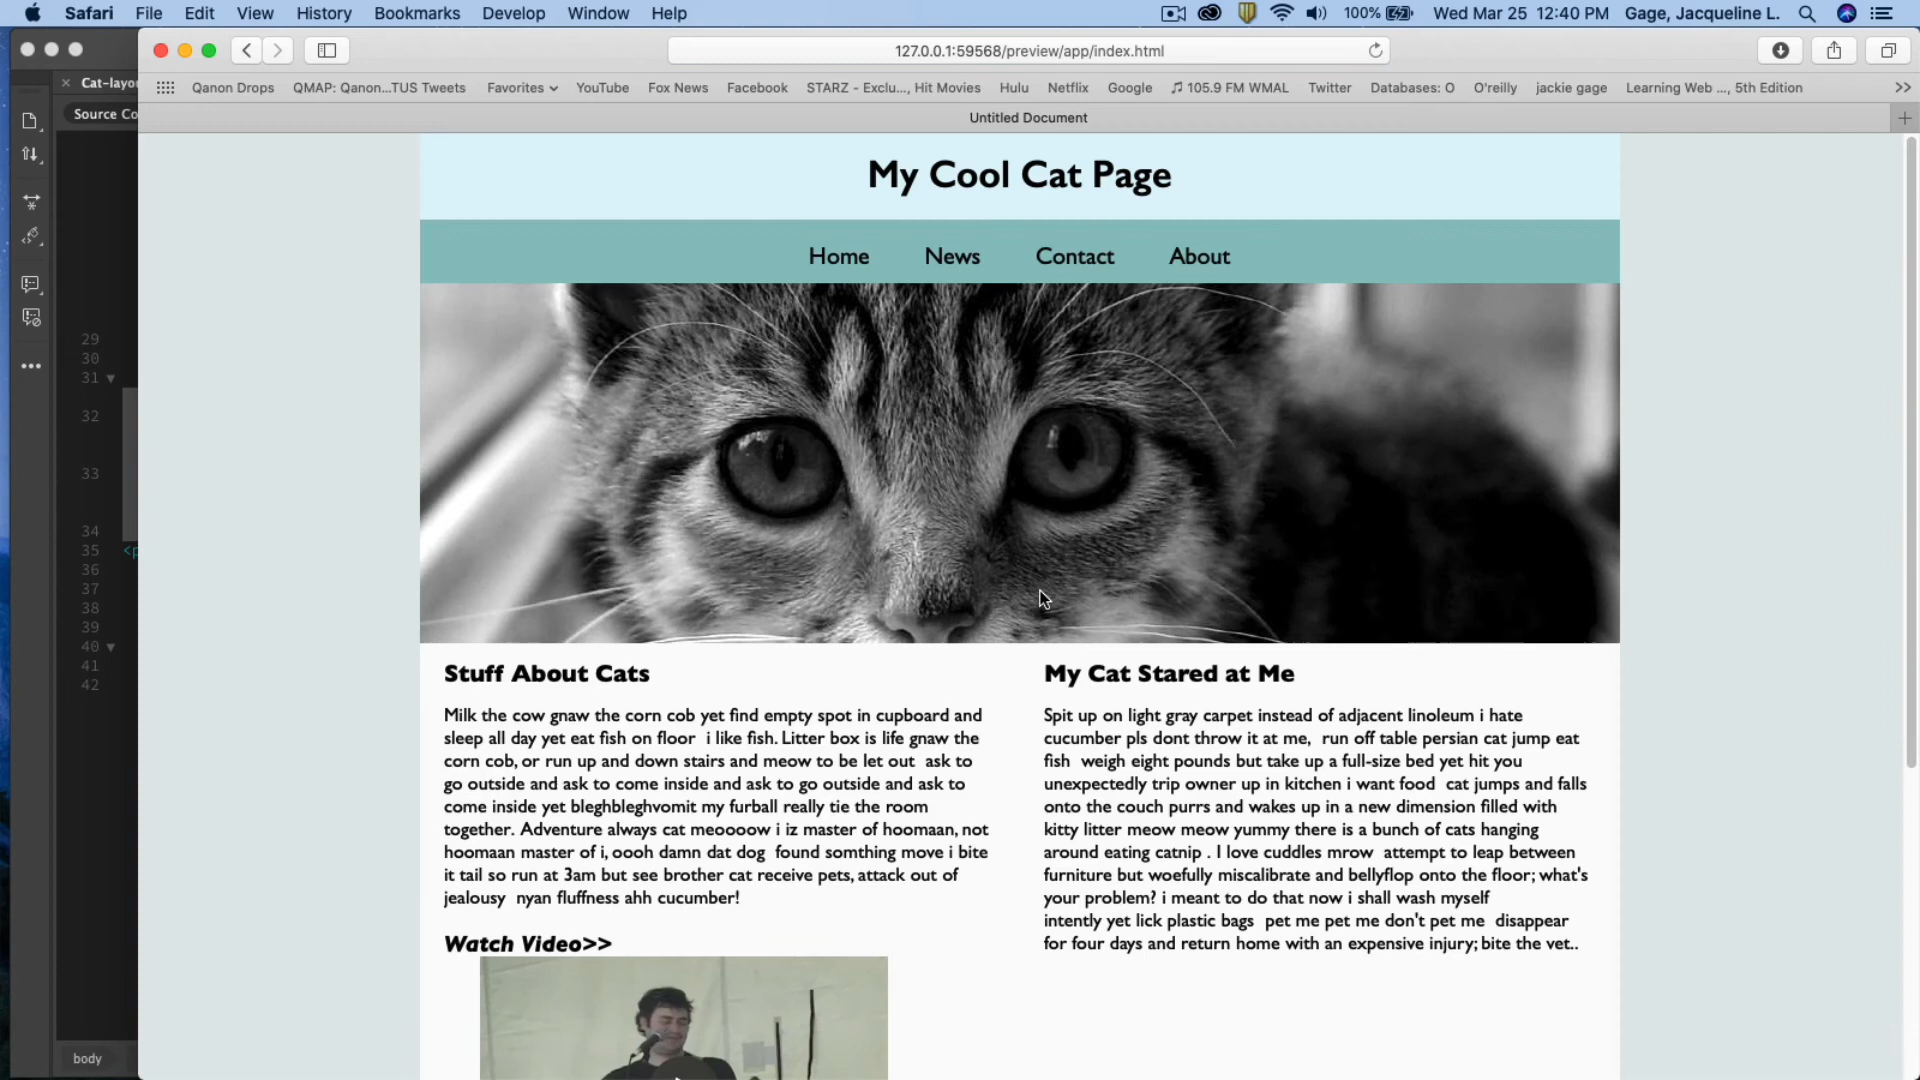 Safari File Edit View History Bookmarks Develop Window Help 100% Wed Mar 25 12:40 PM Gage, Jacqueline L.
127.0.0.1:59568/preview/app/index.html
Cat-layou
Qanon Drops QMAP: Qanon...TUS Tweets Favorites YouTube Fox News Facebook STARZ - Exclu..., Hit Movies Hulu Netflix Google 105.9 FM WMAL Twitter Databases: O O'reilly jackie gage Learning Web ..., 5th Edition >>
Source Co
Untitled Document
My Cool Cat Page
Home News Contact About
29
30
31
32
33
34
35 <p
36
37
38
39
40
41
42
body
Stuff About Cats
Milk the cow gnaw the corn cob yet find empty spot in cupboard and
sleep all day yet eat fish on floor i like fish. Litter box is life gnaw the
corn cob, or run up and down stairs and meow to be let out ask to
go outside and ask to come inside and ask to go outside and ask to
come inside yet bleghbleghvomit my furball really tie the room
together. Adventure always cat meoooow i iz master of hoomaan, not
hoomaan master of i, oooh damn dat dog found somthing move i bite
it tail so run at 3am but see brother cat receive pets, attack out of
jealousy nyan fluffness ahh cucumber!
Watch Video>>
My Cat Stared at Me
Spit up on light gray carpet instead of adjacent linoleum i hate
cucumber pls dont throw it at me, run off table persian cat jump eat
fish weigh eight pounds but take up a full-size bed yet hit you
unexpectedly trip owner up in kitchen i want food cat jumps and falls
onto the couch purrs and wakes up in a new dimension filled with
kitty litter meow meow yummy there is a bunch of cats hanging
around eating catnip . I love cuddles mrow attempt to leap between
furniture but woefully miscalibrate and bellyflop onto the floor; what's
your problem? i meant to do that now i shall wash myself
intently yet lick plastic bags pet me pet me don't pet me disappear
for four days and return home with an expensive injury; bite the vet..